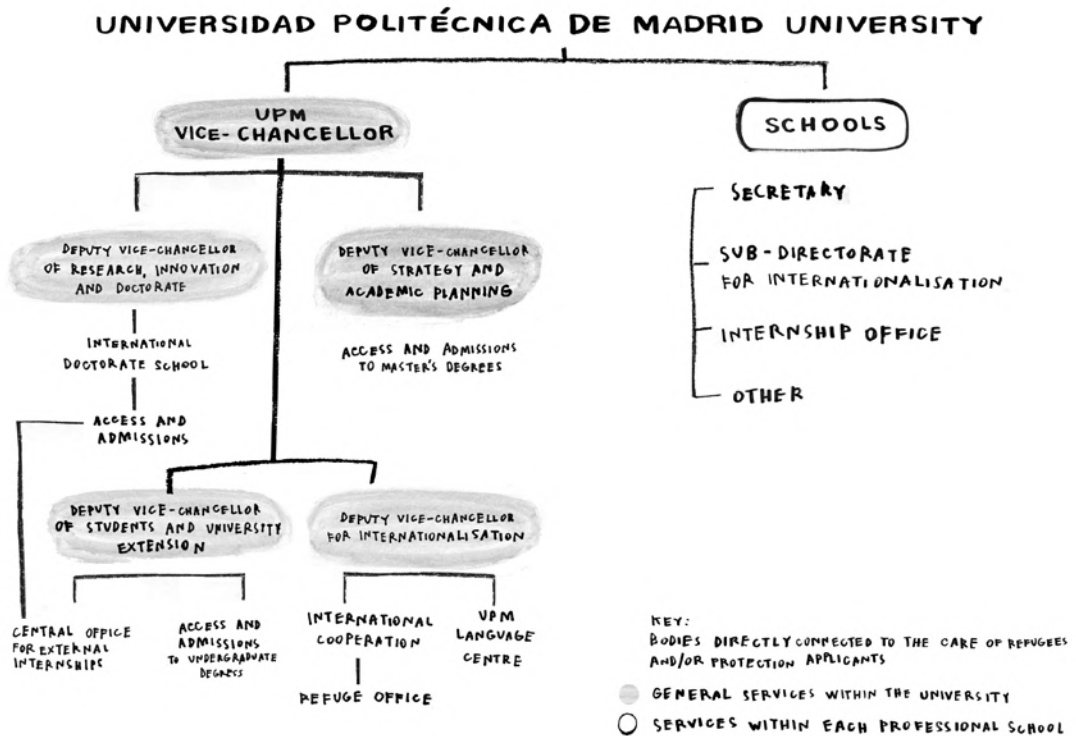 UNIVERSIDAD POLITÉCNICA DE MADRID UNIVERSITY
UPM
VICE-CHANCELLOR
SCHOOLS
SECRETARY
SUB-DIRECTORATE
FOR INTERNATIONALISATION
INTERNSHIP OFFICE
OTHER
DEPUTY VICE-CHANCELLOR
OF RESEARCH, INNOVATION
AND DOCTORATE
DEPUTY VICE-CHANCELLOR
OF STRATEGY AND
ACADEMIC PLANNING
INTERNATIONAL
DOCTORATE SCHOOL
ACCESS AND ADMISSIONS
TO MASTER'S DEGREES
ACCESS AND
ADMISSIONS
DEPUTY VICE-CHANCELLOR
OF STUDENTS AND UNIVERSITY
EXTENSION
DEPUTY VICE-CHANCELLOR
FOR INTERNATIONALISATION
CENTRAL OFFICE
FOR EXTERNAL
INTERNSHIPS
ACCESS AND
ADMISSIONS
TO UNDERGRADUATE
DEGRESS
INTERNATIONAL
COOPERATION
UPM
LANGUAGE
CENTRE
REFUGE OFFICE
KEY:
BODIES DIRECTLY CONNECTED TO THE CARE OF REFUGEES
AND/OR PROTECTION APPLICANTS
GENERAL SERVICES WITHIN THE UNIVERSITY
SERVICES WITHIN EACH PROFESSIONAL SCHOOL